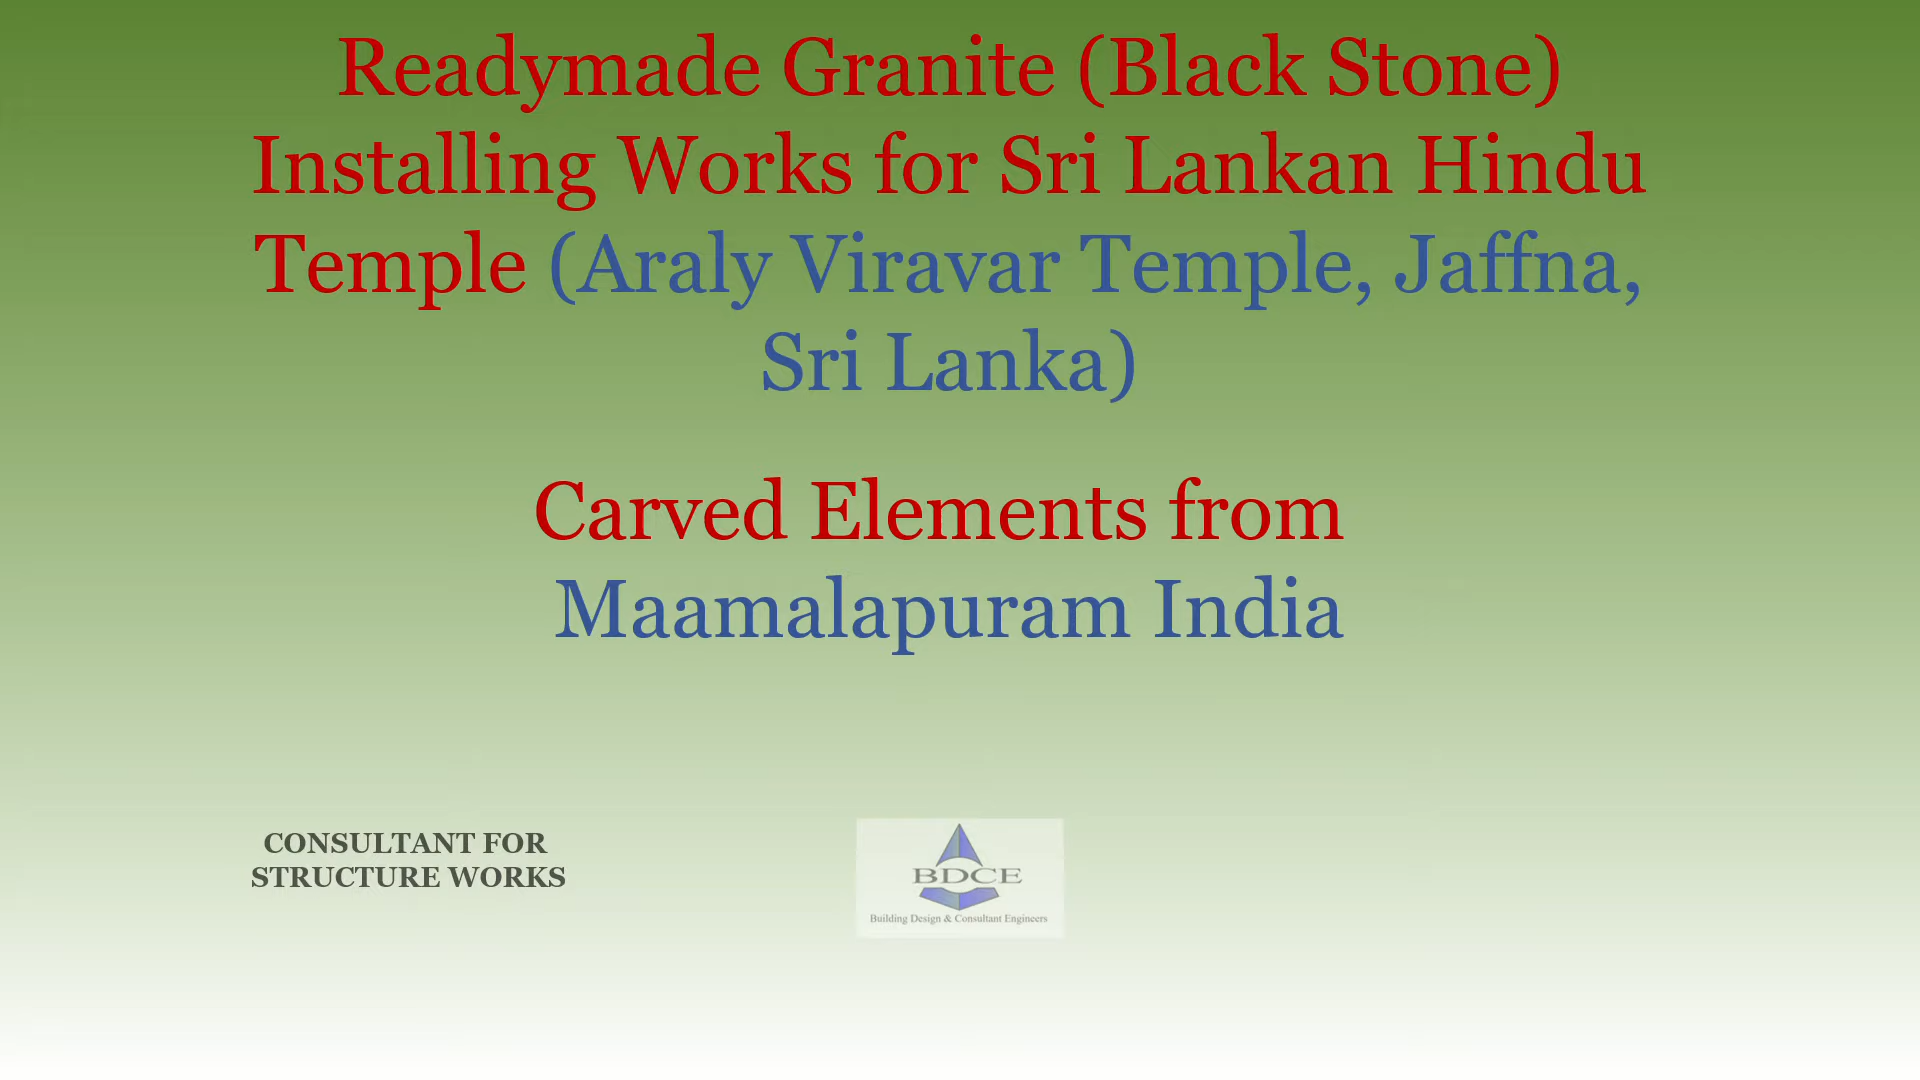 Readymade Granite (Black Stone)
Installing Works for Sri Lankan Hindu
Temple (Araly Viravar Temple, Jaffna,
Sri Lanka)
Carved Elements from
Maamalapuram India
CONSULTANT FOR
STRUCTURE WORKS
BDCE
Building Design & Consultant Engineers